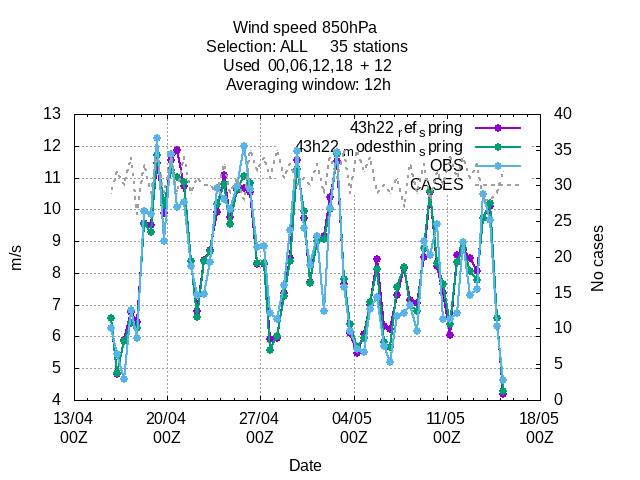 Wind speed 850hPa
Selection: ALL 35 stations
Used 00,06,12,18 + 12
Averaging window: 12h
43h22_ref_spring
43h22_modesthin_spring
OBS
CASES
13
12
11
10
9
8
7
6
5
4
m/s
40
35
30
25
20
15
10
5
0
No cases
13/04 20/04 27/04 04/05 11/05 18/05
00Z 00Z 00Z 00Z 00Z 00Z
Date